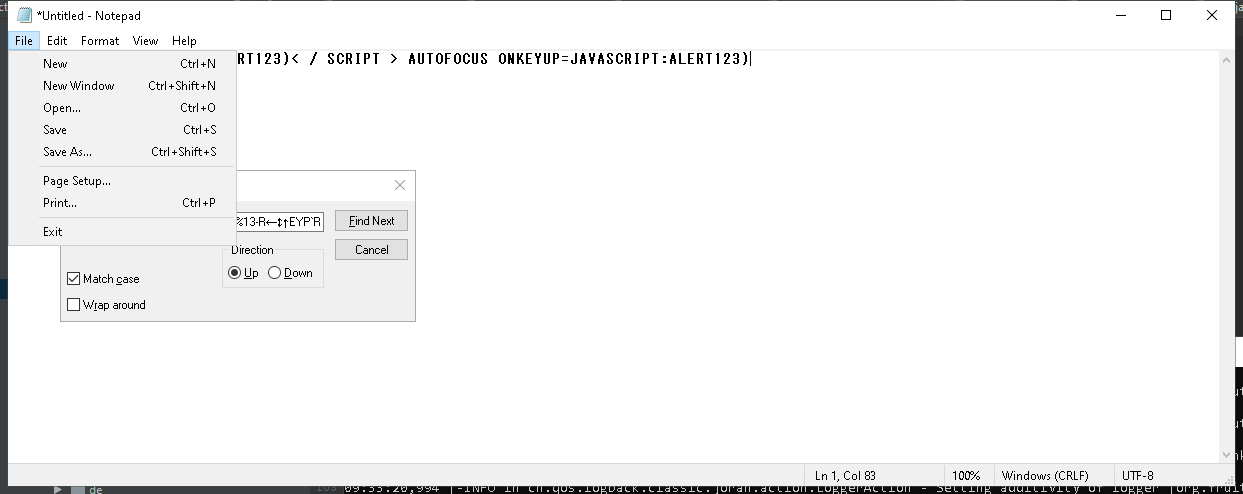 *Untitled - Notepad
File Edit Format View Help
RT123)< / SCRIPT > AUTOFOCUS ONKEYUP=JAVASCRIPT:ALERT123)
New Ctrl+N
New Window Ctrl+Shift+N
Open... Ctrl+O
Save Ctrl+S
Save As... Ctrl+Shift+S
Page Setup...
Print... Ctrl+P
Exit
%13-R←↕↑EYP`R
Find Next
Cancel
Direction
Up Down
Match case
Wrap around
Ln 1, Col 83 100% Windows (CRLF) UTF-8
de
09:55:20,994 |-INFO in ch.qos.logback.classic.joran.action.LoggerAction - Setting additivity of logger